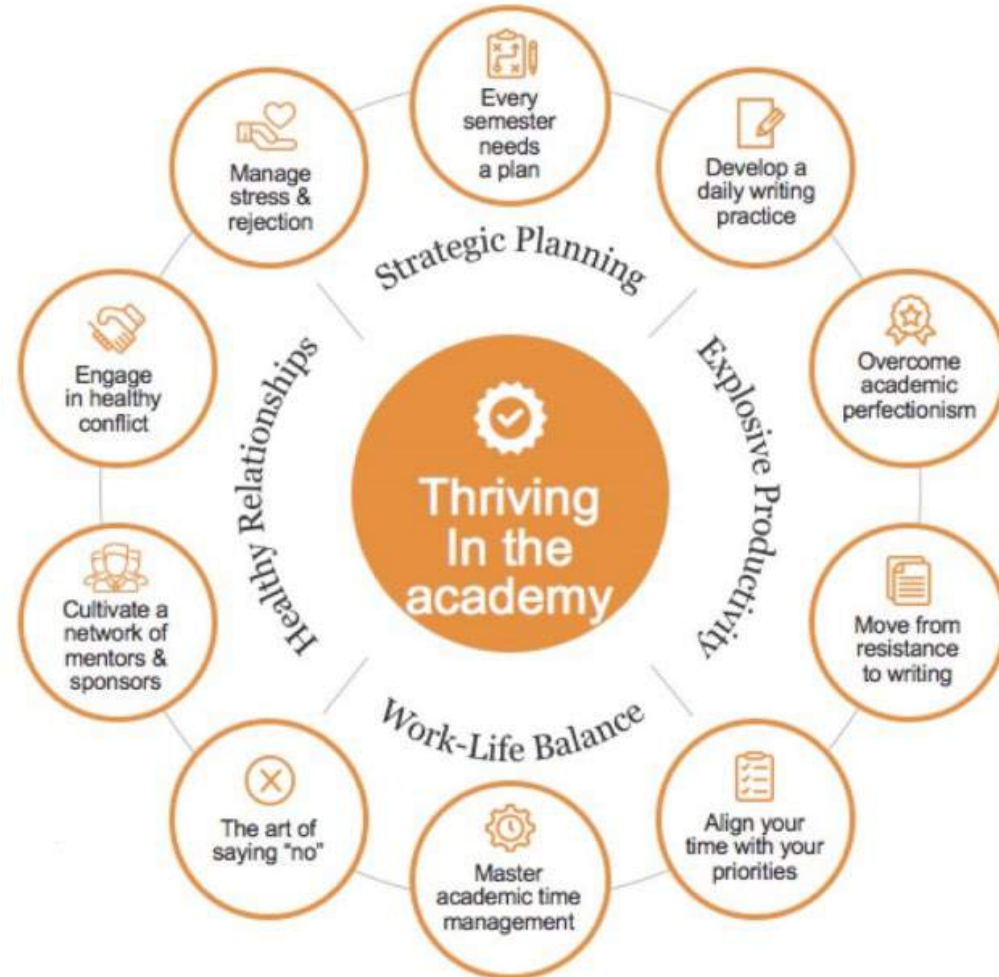 Every
semester
needs
a plan
Develop a
daily writing
practice
Overcome
academic
perfectionism
Move from
resistance
to writing
Align your
time with your
priorities
Master
academic time
management
The art of
saying “no”
Cultivate a
network of
mentors &
sponsors
Engage
in healthy
conflict
Manage
stress &
rejection
Strategic Planning
Explosive Productivity
Work-Life Balance
Healthy Relationships
Thriving
In the
academy